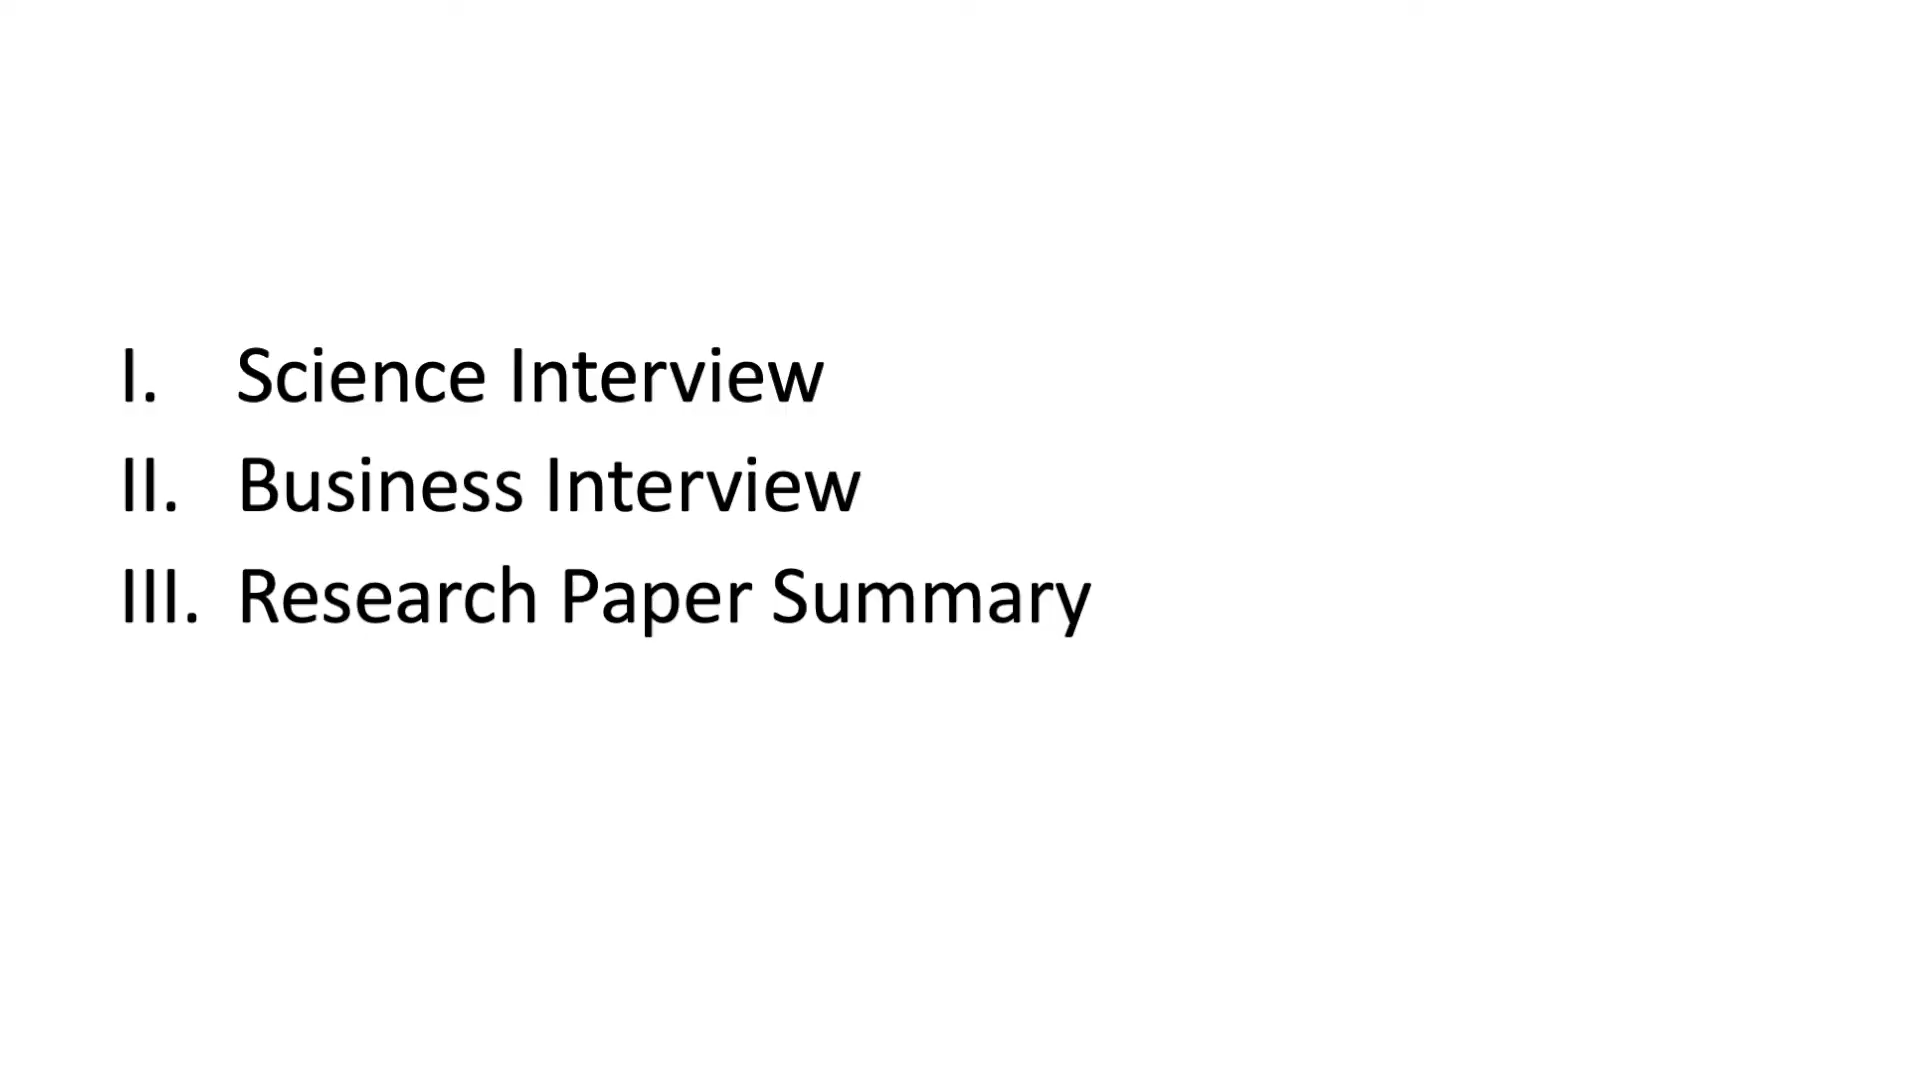 I. Science Interview
II. Business Interview
III. Research Paper Summary